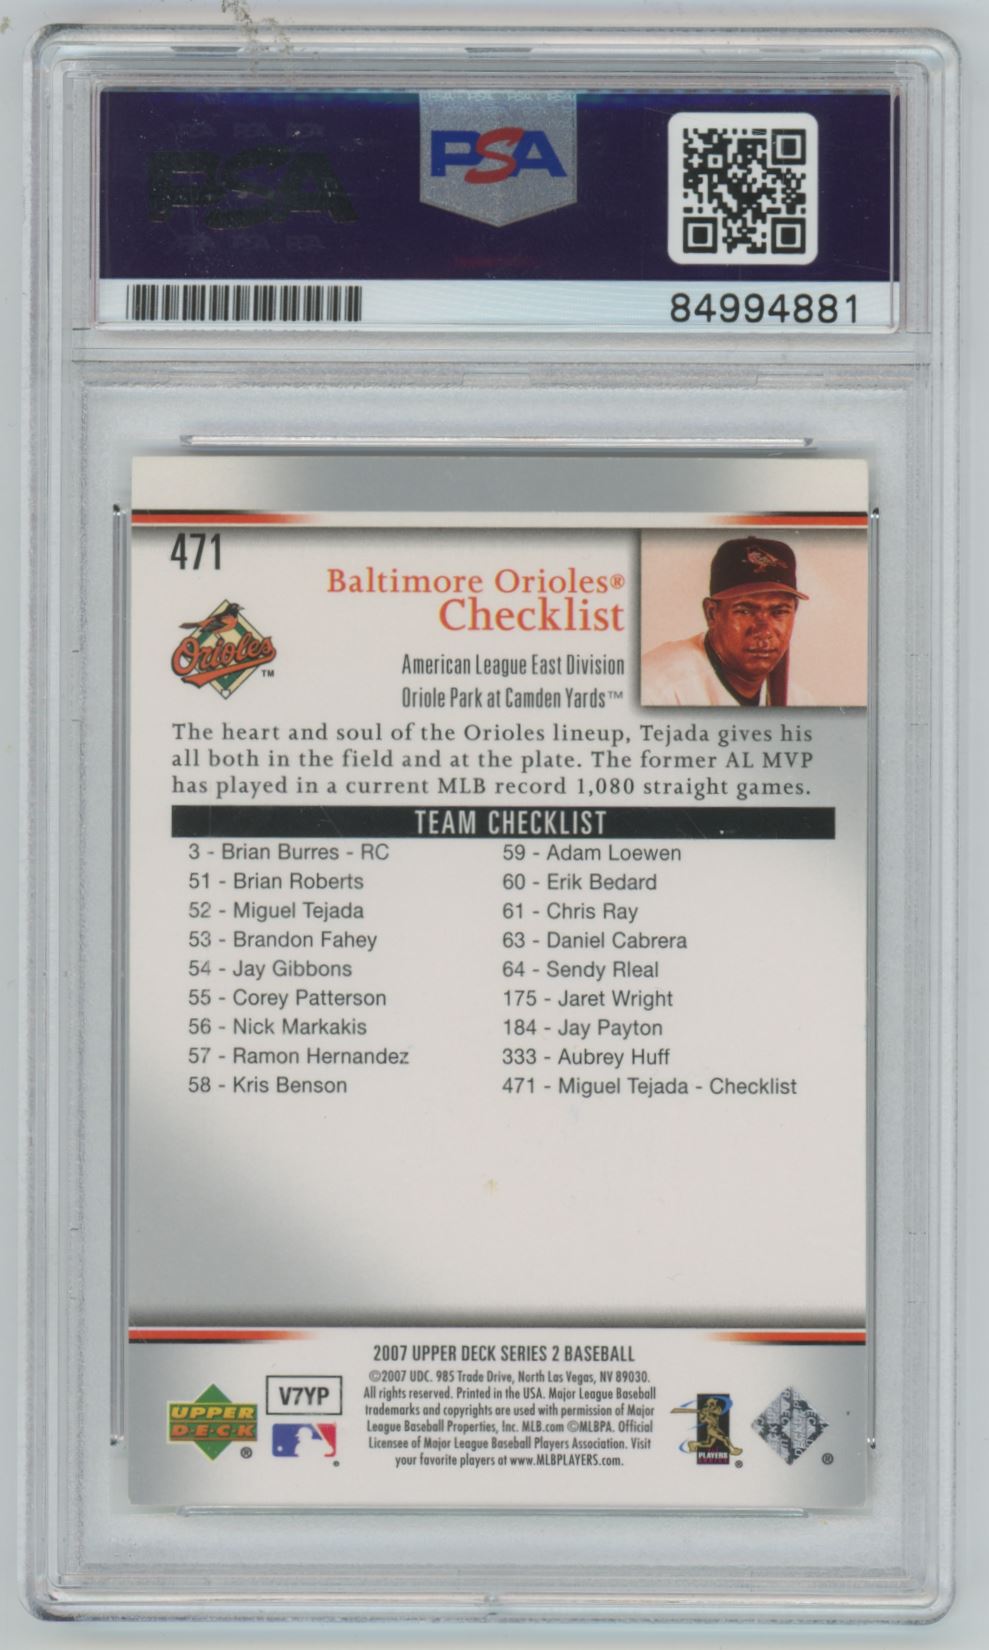 PSA
PSA
84994881
471
Baltimore Orioles®
Checklist
Orioles™
American League East Division
Oriole Park at Camden Yards™
The heart and soul of the Orioles lineup, Tejada gives his
all both in the field and at the plate. The former AL MVP
has played in a current MLB record 1,080 straight games.
TEAM CHECKLIST
3 - Brian Burres - RC
51 - Brian Roberts
52 - Miguel Tejada
53 - Brandon Fahey
54 - Jay Gibbons
55 - Corey Patterson
56 - Nick Markakis
57 - Ramon Hernandez
58 - Kris Benson
59 - Adam Loewen
60 - Erik Bedard
61 - Chris Ray
63 - Daniel Cabrera
64 - Sendy Rleal
175 - Jaret Wright
184 - Jay Payton
333 - Aubrey Huff
471 - Miguel Tejada - Checklist
2007 UPPER DECK SERIES 2 BASEBALL
©2007 UDC. 985 Trade Drive, North Las Vegas, NV 89030.
All rights reserved. Printed in the USA. Major League Baseball
trademarks and copyrights are used with permission of Major
League Baseball Properties, Inc. MLB.com ©MLBPA. Official
Licensee of Major League Baseball Players Association. Visit
your favorite players at www.MLBPLAYERS.com.
UPPER
D·E·C·K
®
V7YP
®
PLAYERS
CHOICE
®
®